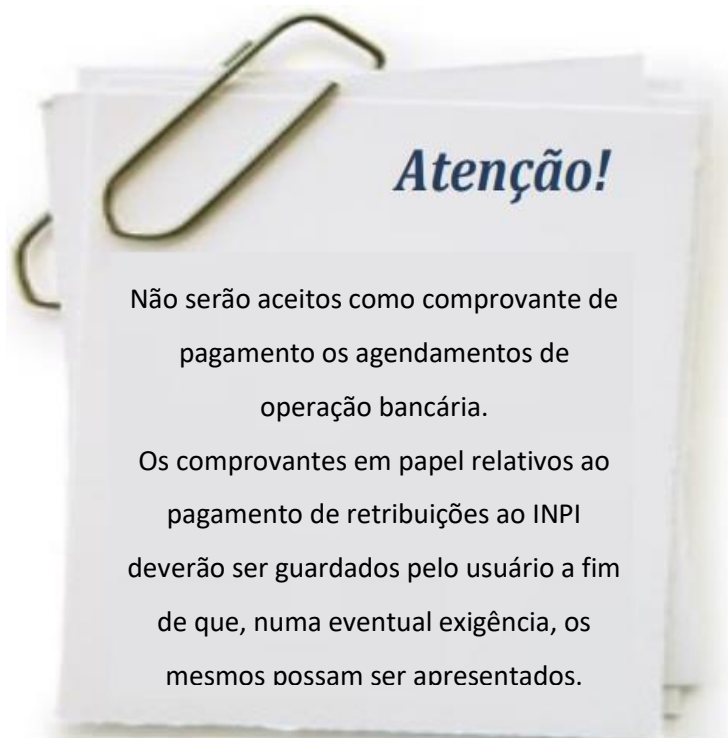 Atenção!
Não serão aceitos como comprovante de
pagamento os agendamentos de
operação bancária.
Os comprovantes em papel relativos ao
pagamento de retribuições ao INPI
deverão ser guardados pelo usuário a fim
de que, numa eventual exigência, os
mesmos possam ser apresentados.